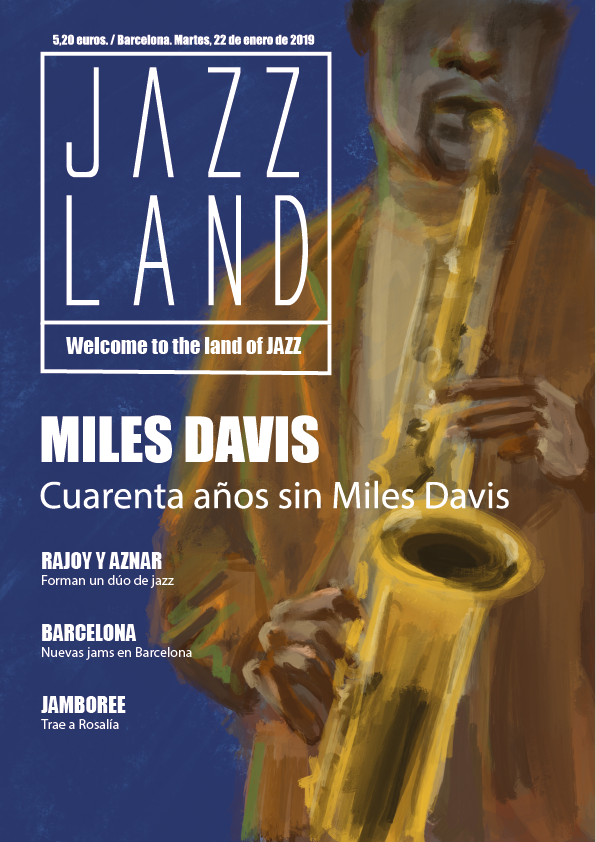 5,20 euros. / Barcelona. Martes, 22 de enero de 2019
JAZZ
LAND
Welcome to the land of JAZZ
MILES DAVIS
Cuarenta años sin Miles Davis
RAJOY Y AZNAR
Forman un dúo de jazz
BARCELONA
Nuevas jams en Barcelona
JAMBOREE
Trae a Rosalía